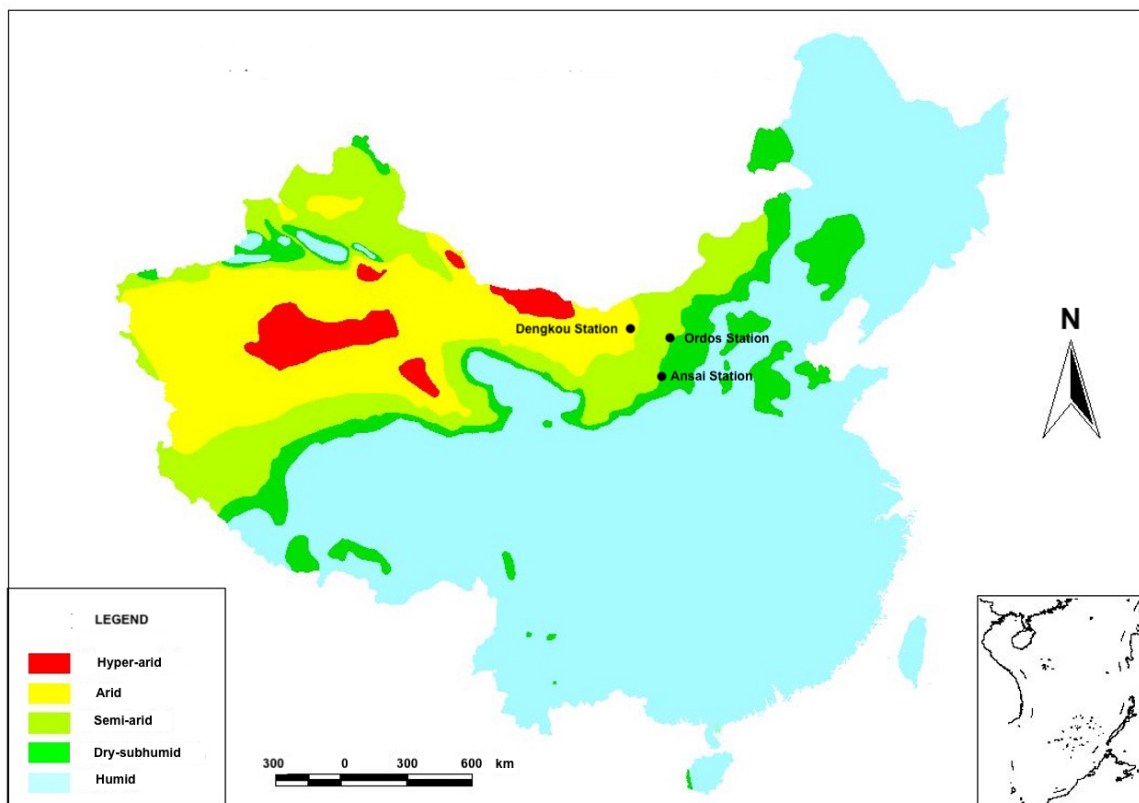 N
Dengkou Station
Ordos Station
Ansai Station
LEGEND
Hyper-arid
Arid
Semi-arid
Dry-subhumid
Humid
300 0 300 600 km